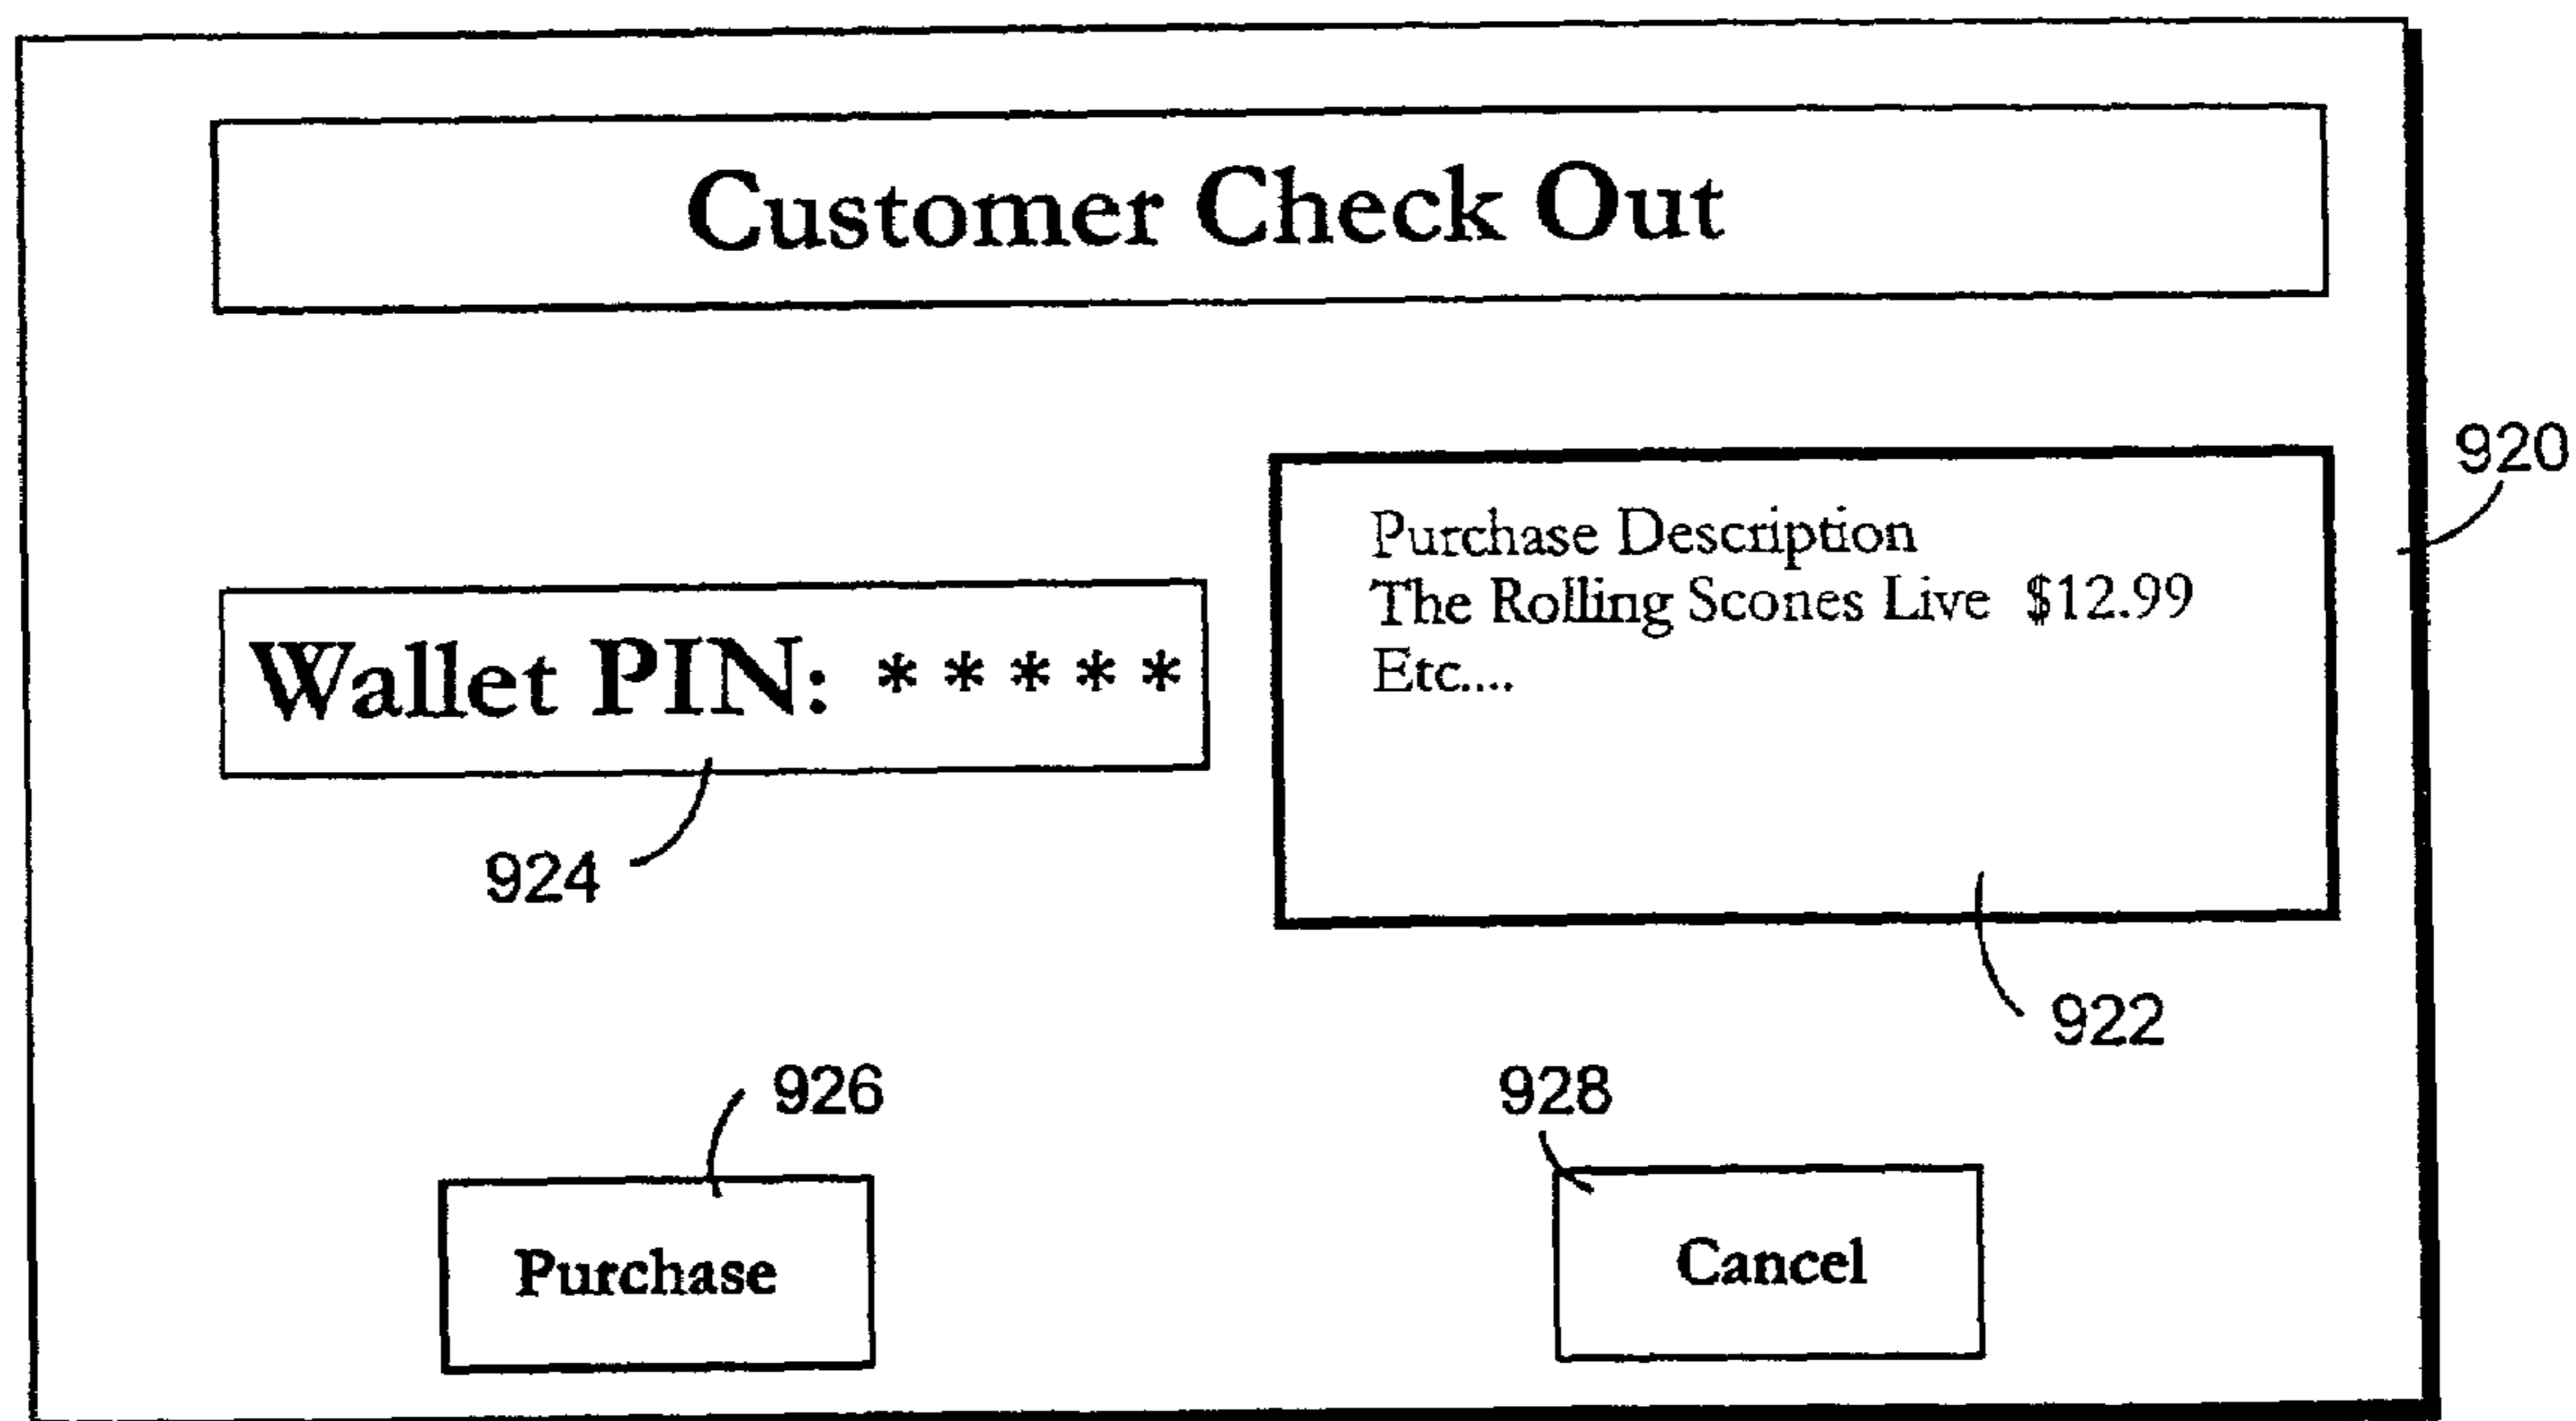 Customer Check Out
920
Purchase Description
The Rolling Scones Live $12.99
Etc....
Wallet PIN: * * * * *
924
922
926
928
Purchase
Cancel